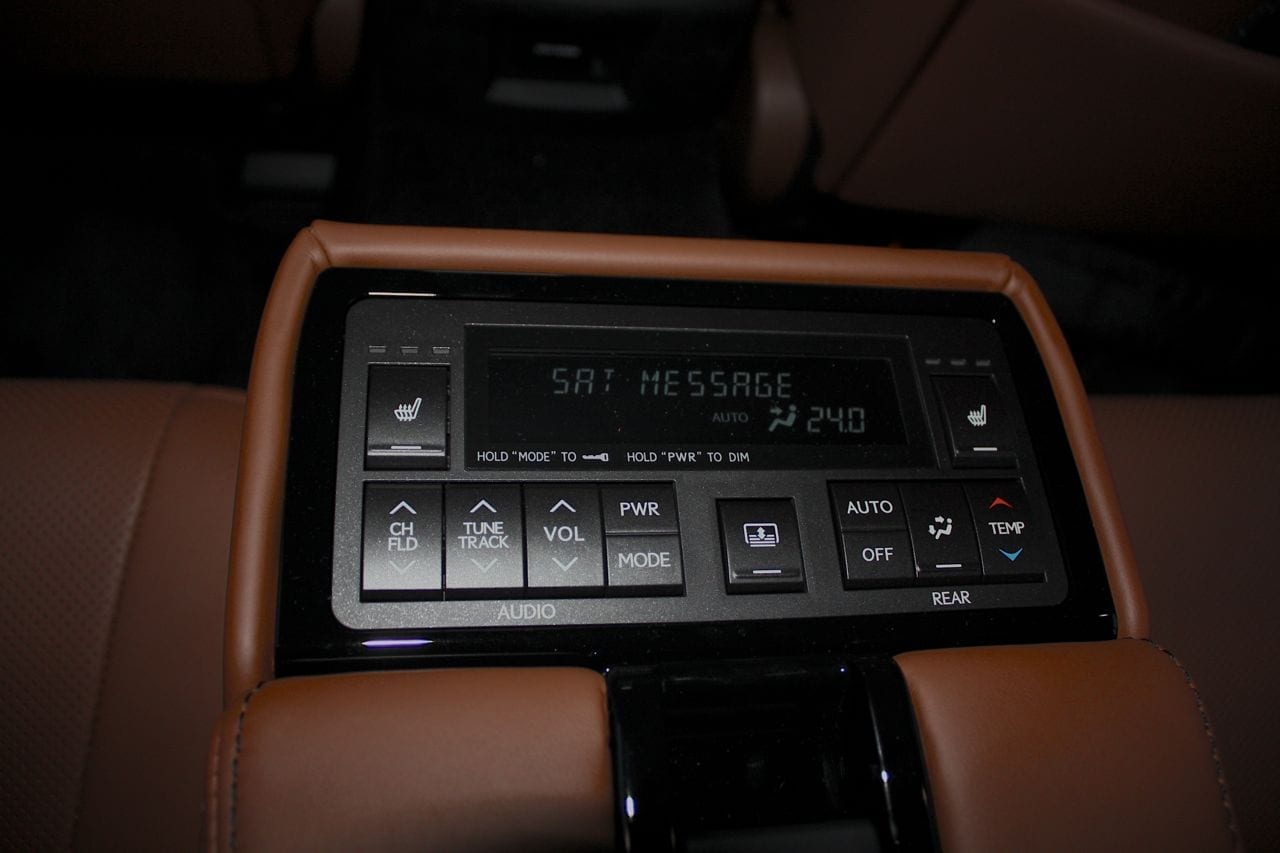 SAT MESSAGE
AUTO 24.0
HOLD "MODE" TO HOLD "PWR" TO DIM
CH
FLD
TUNE
TRACK
VOL
PWR
MODE
AUDIO
AUTO
OFF
TEMP
REAR